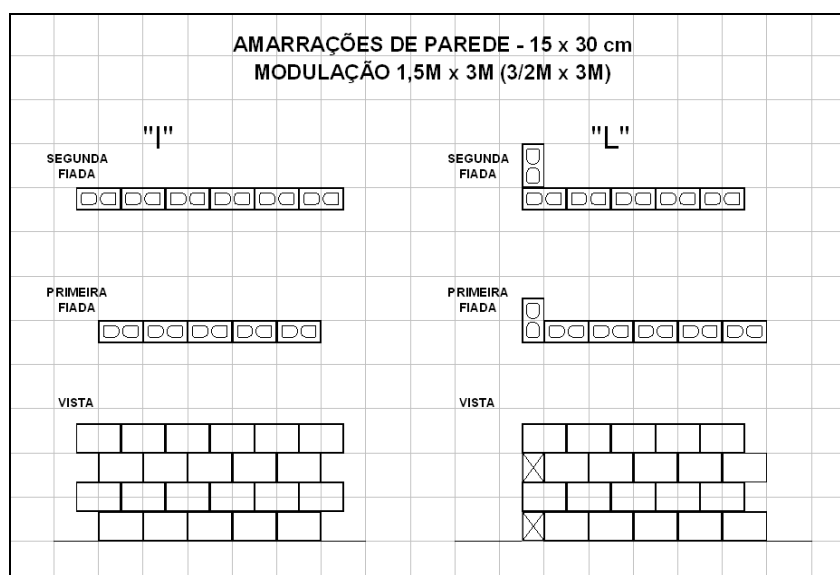 AMARRAÇÕES DE PAREDE - 15 x 30 cm
MODULAÇÃO 1,5M x 3M (3/2M x 3M)
"I"
SEGUNDA
FIADA
PRIMEIRA
FIADA
VISTA
"L"
SEGUNDA
FIADA
PRIMEIRA
FIADA
VISTA